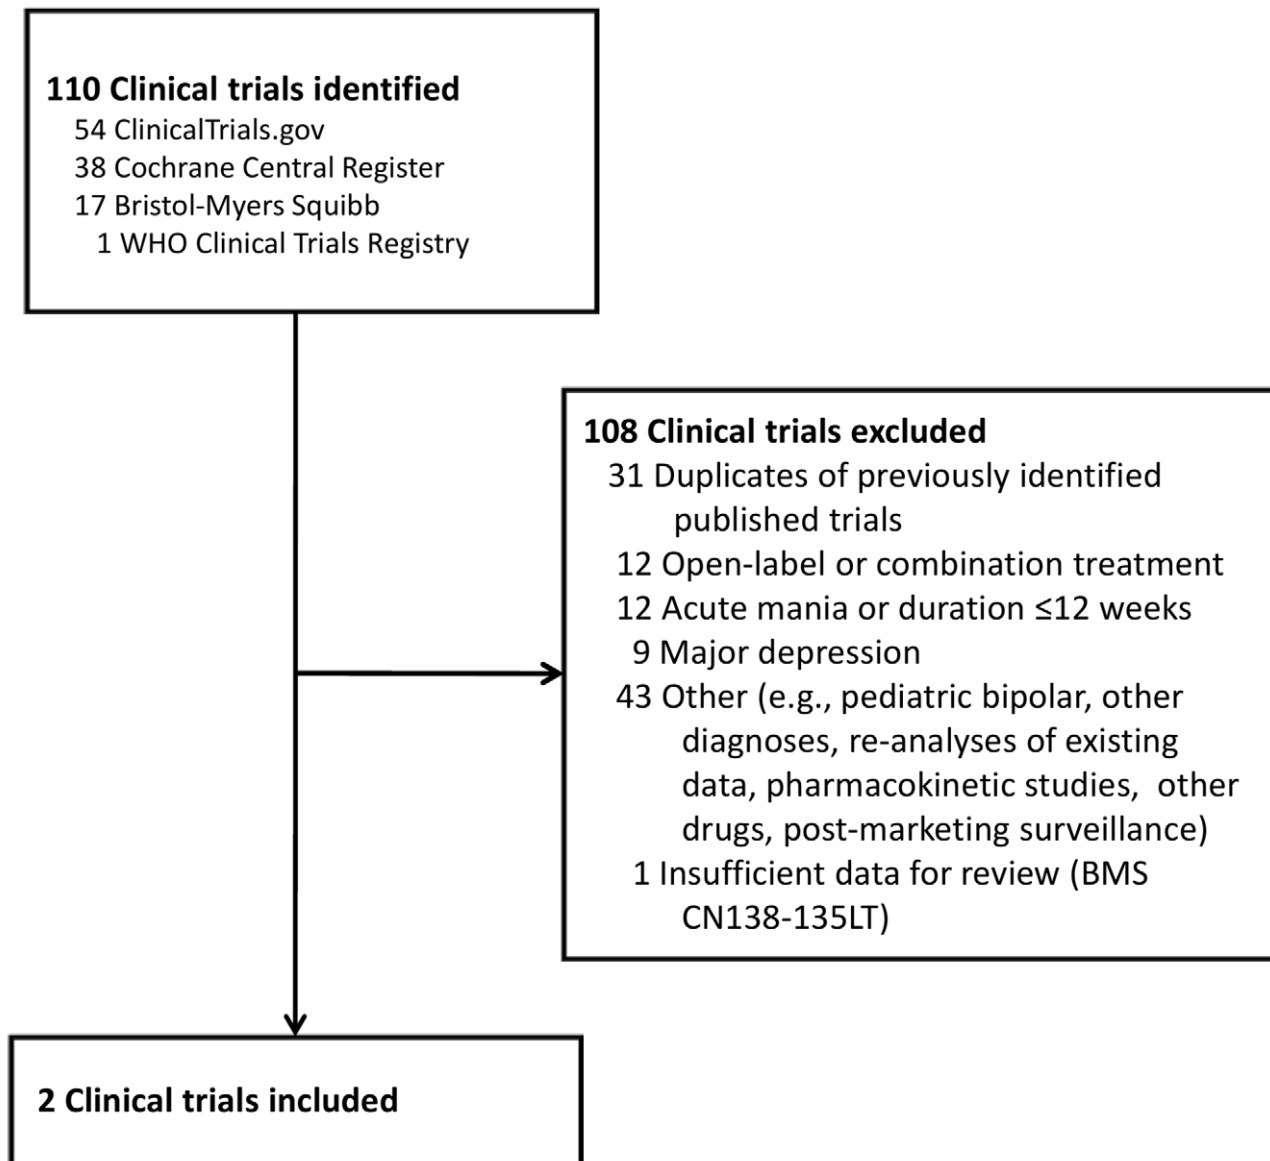 110 Clinical trials identified
54 ClinicalTrials.gov
38 Cochrane Central Register
17 Bristol-Myers Squibb
1 WHO Clinical Trials Registry
108 Clinical trials excluded
31 Duplicates of previously identified
published trials
12 Open-label or combination treatment
12 Acute mania or duration ≤12 weeks
9 Major depression
43 Other (e.g., pediatric bipolar, other
diagnoses, re-analyses of existing
data, pharmacokinetic studies, other
drugs, post-marketing surveillance)
1 Insufficient data for review (BMS
CN138-135LT)
2 Clinical trials included